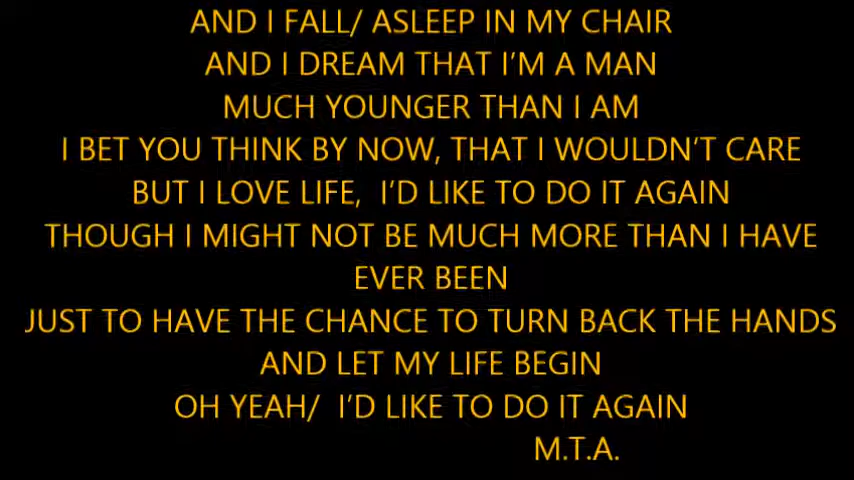 AND I FALL/ ASLEEP IN MY CHAIR
AND I DREAM THAT I'M A MAN
MUCH YOUNGER THAN I AM
I BET YOU THINK BY NOW, THAT I WOULDN'T CARE
BUT I LOVE LIFE,  I'D LIKE TO DO IT AGAIN
THOUGH I MIGHT NOT BE MUCH MORE THAN I HAVE
EVER BEEN
JUST TO HAVE THE CHANCE TO TURN BACK THE HANDS
AND LET MY LIFE BEGIN
OH YEAH/  I'D LIKE TO DO IT AGAIN
M.T.A.